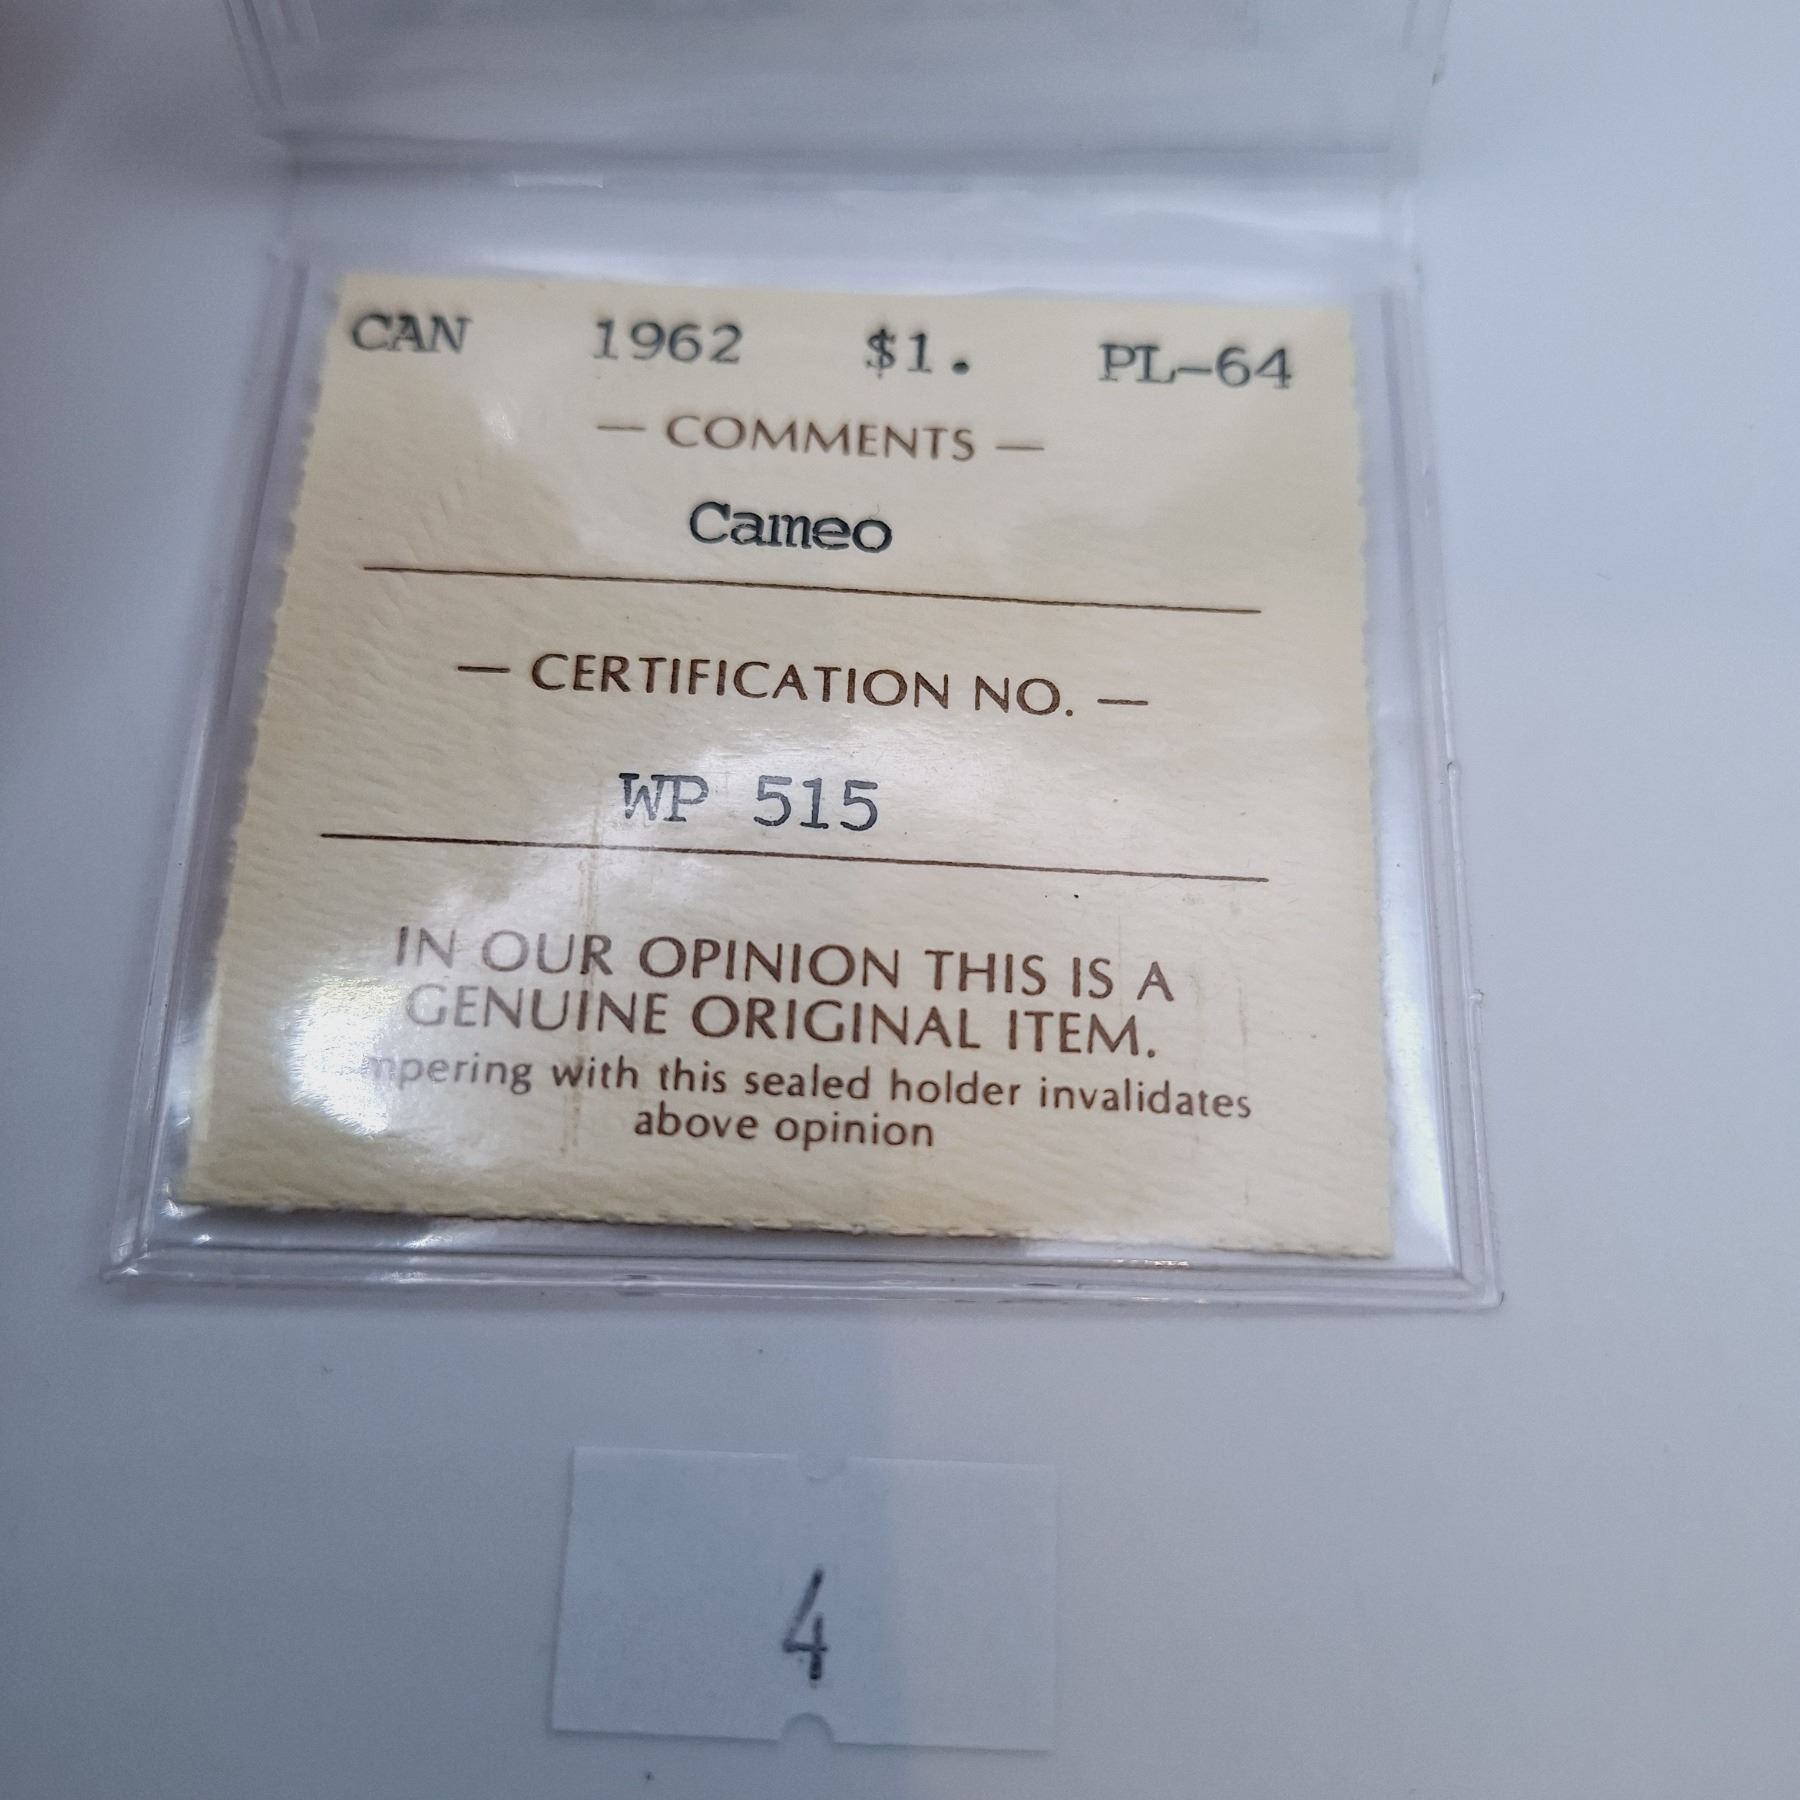 CAN 1962 $1. PL-64
— COMMENTS —
Cameo
— CERTIFICATION NO. —
WP 515
IN OUR OPINION THIS IS A
GENUINE ORIGINAL ITEM.
with this sealed holder invalidates
above opinion
4